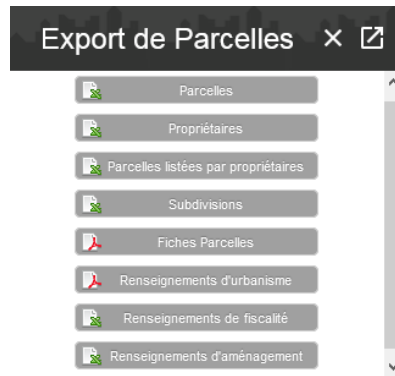 Export de Parcelles
Parcelles
Propriétaires
Parcelles listées par propriétaires
Subdivisions
Fiches Parcelles
Renseignements d'urbanisme
Renseignements de fiscalité
Renseignements d'aménagement